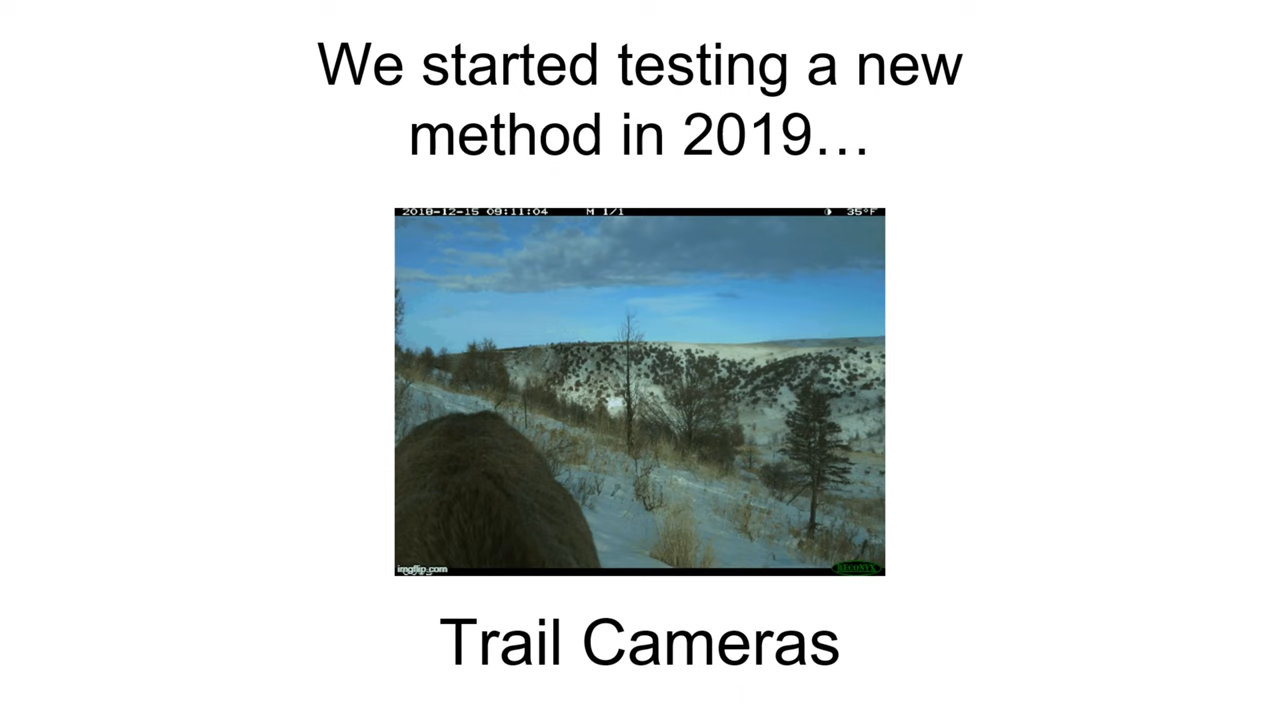 We started testing a new
method in 2019…
2018-12-15 09:11:04 M 1/1 35°F
imgflip.com
RECONYX
Trail Cameras